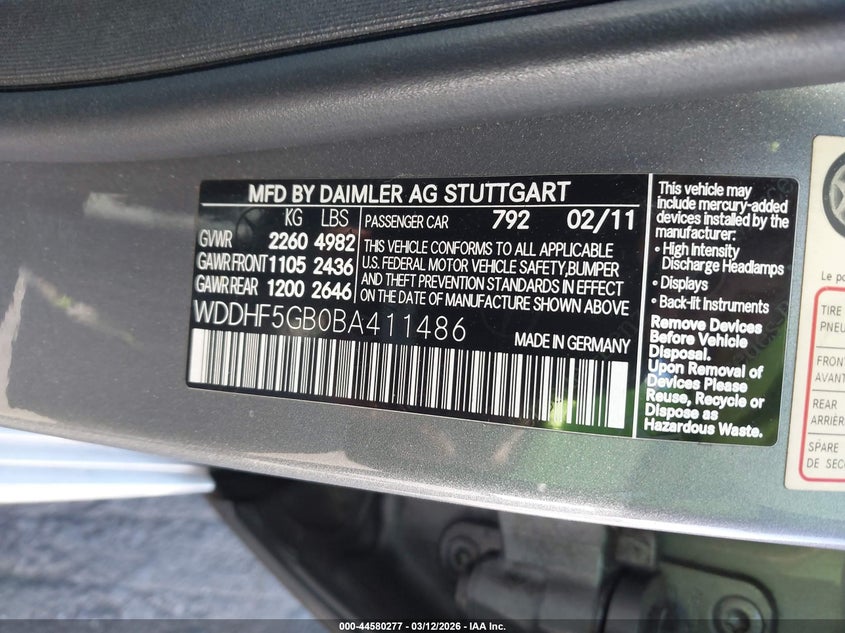 MFD BY DAIMLER AG STUTTGART
KG LBS
GVWR 2260 4982
GAWR FRONT 1105 2436
GAWR REAR 1200 2646
PASSENGER CAR 792 02/11
THIS VEHICLE CONFORMS TO ALL APPLICABLE
U.S. FEDERAL MOTOR VEHICLE SAFETY,BUMPER
AND THEFT PREVENTION STANDARDS IN EFFECT
ON THE DATE OF MANUFACTURE SHOWN ABOVE
WDDHF5GB0BA411486
MADE IN GERMANY
This vehicle may
include mercury-added
devices installed by the
manufacturer:
• High Intensity
Discharge Headlamps
• Displays
• Back-lit Instruments
Remove Devices
Before Vehicle
Disposal.
Upon Removal of
Devices Please
Reuse, Recycle or
Dispose as
Hazardous Waste.
Le
TIRE
FRONT
AVANT
REAR
ARRIÈR
SPARE
DE SEC
000-44580277 - 03/12/2026 - IAA Inc.